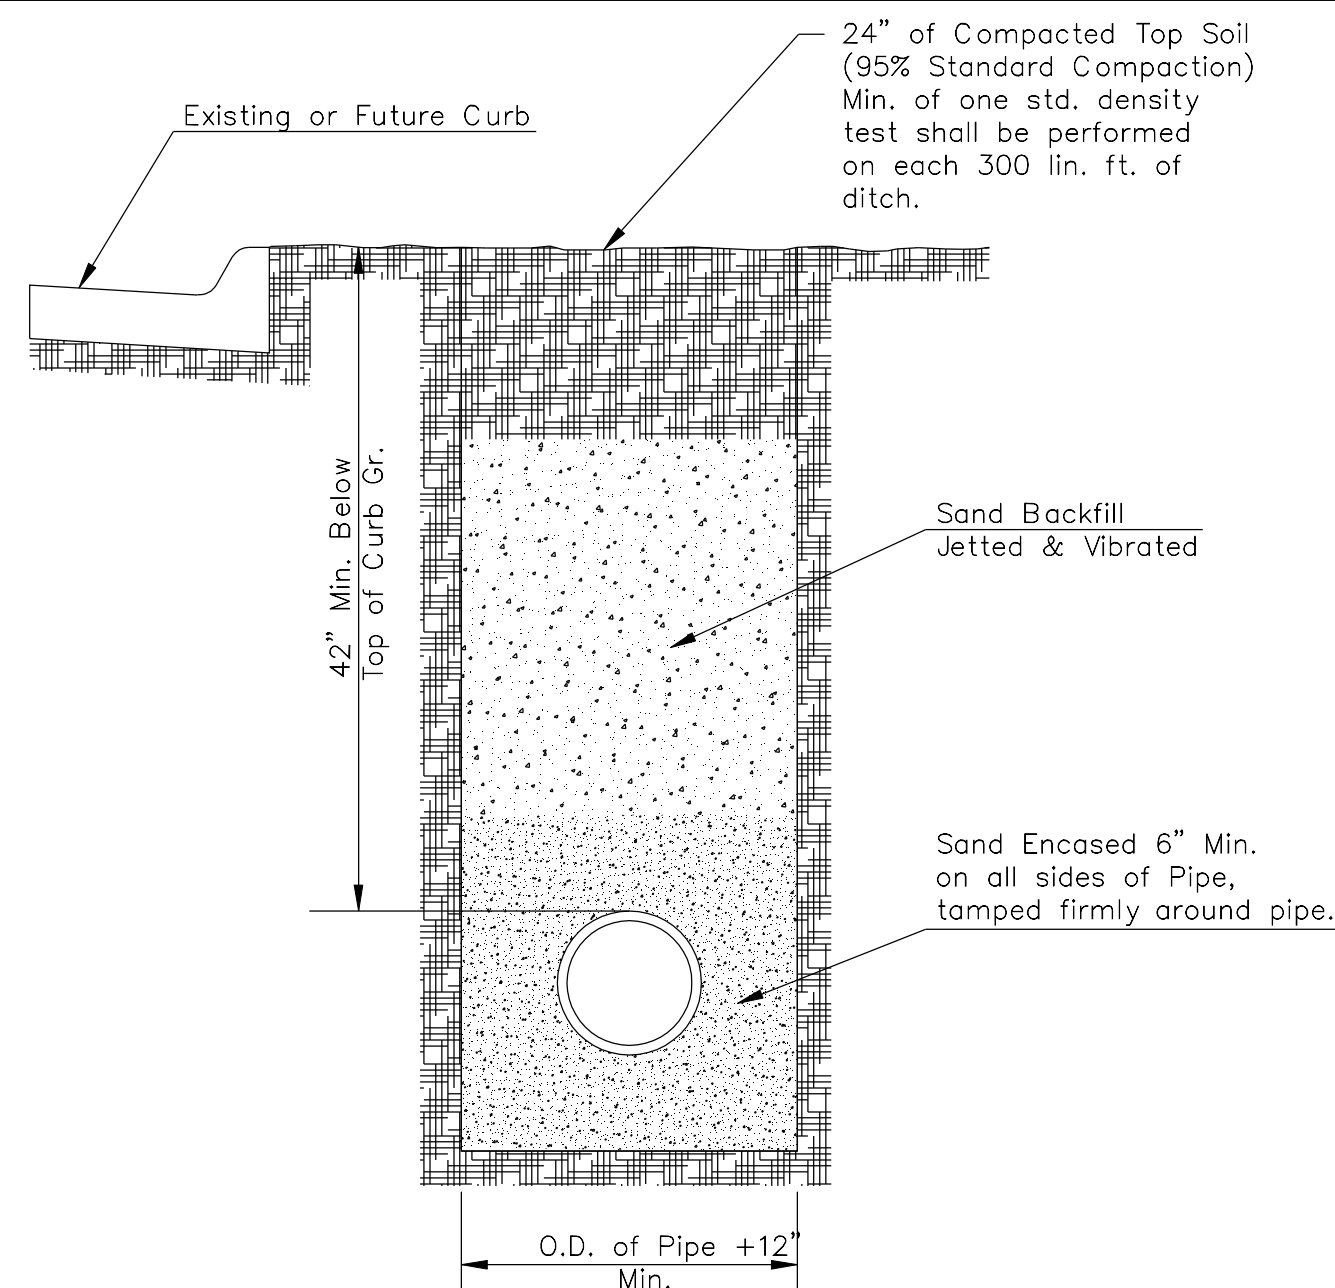 24” of Compacted Top Soil
(95% Standard Compaction)
Min. of one std. density
test shall be performed
on each 300 lin. ft. of
ditch.
Existing or Future Curb
42” Min. Below
Top of Curb Gr.
Sand Backfill
Jetted & Vibrated
Sand Encased 6” Min.
on all sides of Pipe,
tamped firmly around pipe.
O.D. of Pipe +12”
Min.